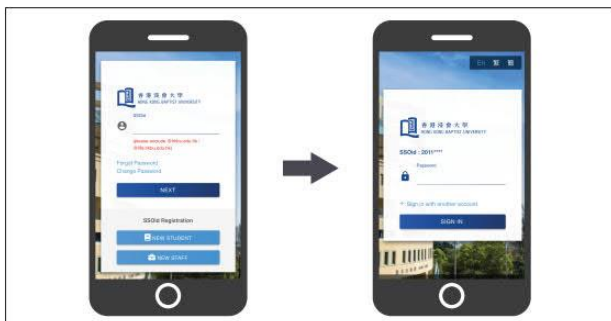 香港浸會大學
HONG KONG BAPTIST UNIVERSITY
SSOid
Forgot Password
Change Password
NEXT
SSOid Registration
NEW STUDENT
NEW STAFF
En 繁 簡
香港浸會大學
HONG KONG BAPTIST UNIVERSITY
SSOid : 2011****
Password
Sign in with another account
SIGN IN